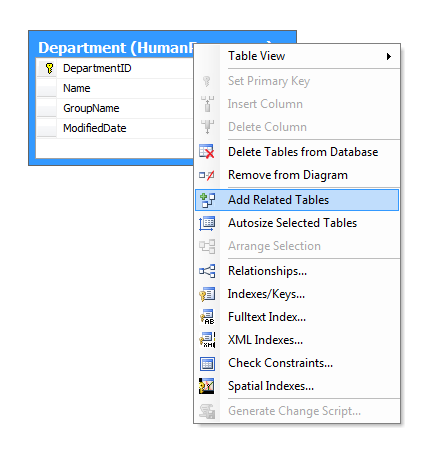 Department (HumanR
DepartmentID
Name
GroupName
ModifiedDate
Table View
Set Primary Key
Insert Column
Delete Column
Delete Tables from Database
Remove from Diagram
Add Related Tables
Autosize Selected Tables
Arrange Selection
Relationships...
Indexes/Keys...
Fulltext Index...
XML Indexes...
Check Constraints...
Spatial Indexes...
Generate Change Script...